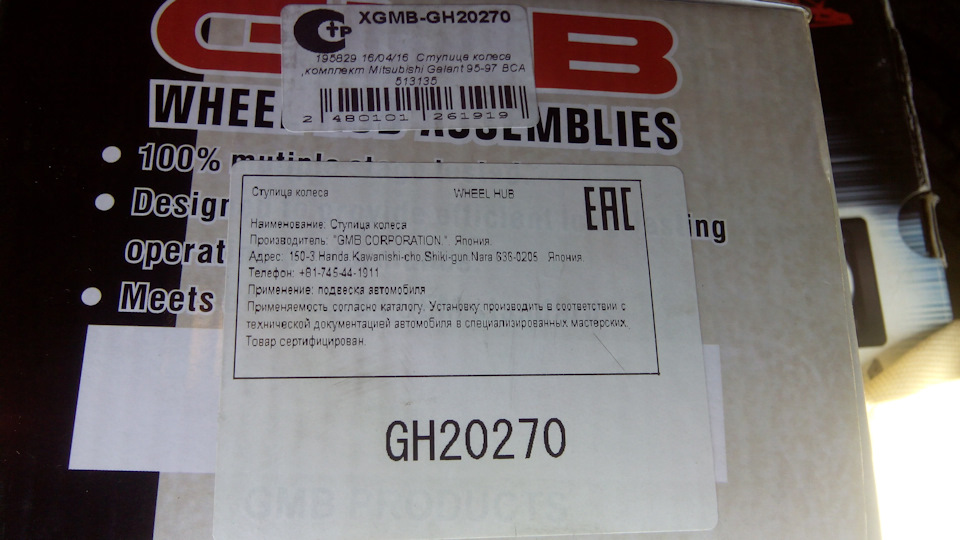 XGMB-GH20270
CTP
195829 16/04/16 Ступица колеса
,комплект Mitsubishi Galant 95-97 BCA
513135
2 480101 261919
G B
WHEEL HUB ASSEMBLIES
• 100%
• Design
operat
• Meets
Ступица колеса WHEEL HUB
EAC
Наименование: Ступица колеса
Производитель: "GMB CORPORATION.". Япония.
Адрес: 150-3 Handa Kawanishi-cho.Shiki-gun Nara 636-0205 Япония.
Телефон: +81-745-44-1911
Применение: подвеска автомобиля
Применяемость согласно каталогу. Установку производить в соответствии с
технической документацией автомобиля в специализированных мастерских.
Товар сертифицирован.
GH20270
GMB PRODUCTS